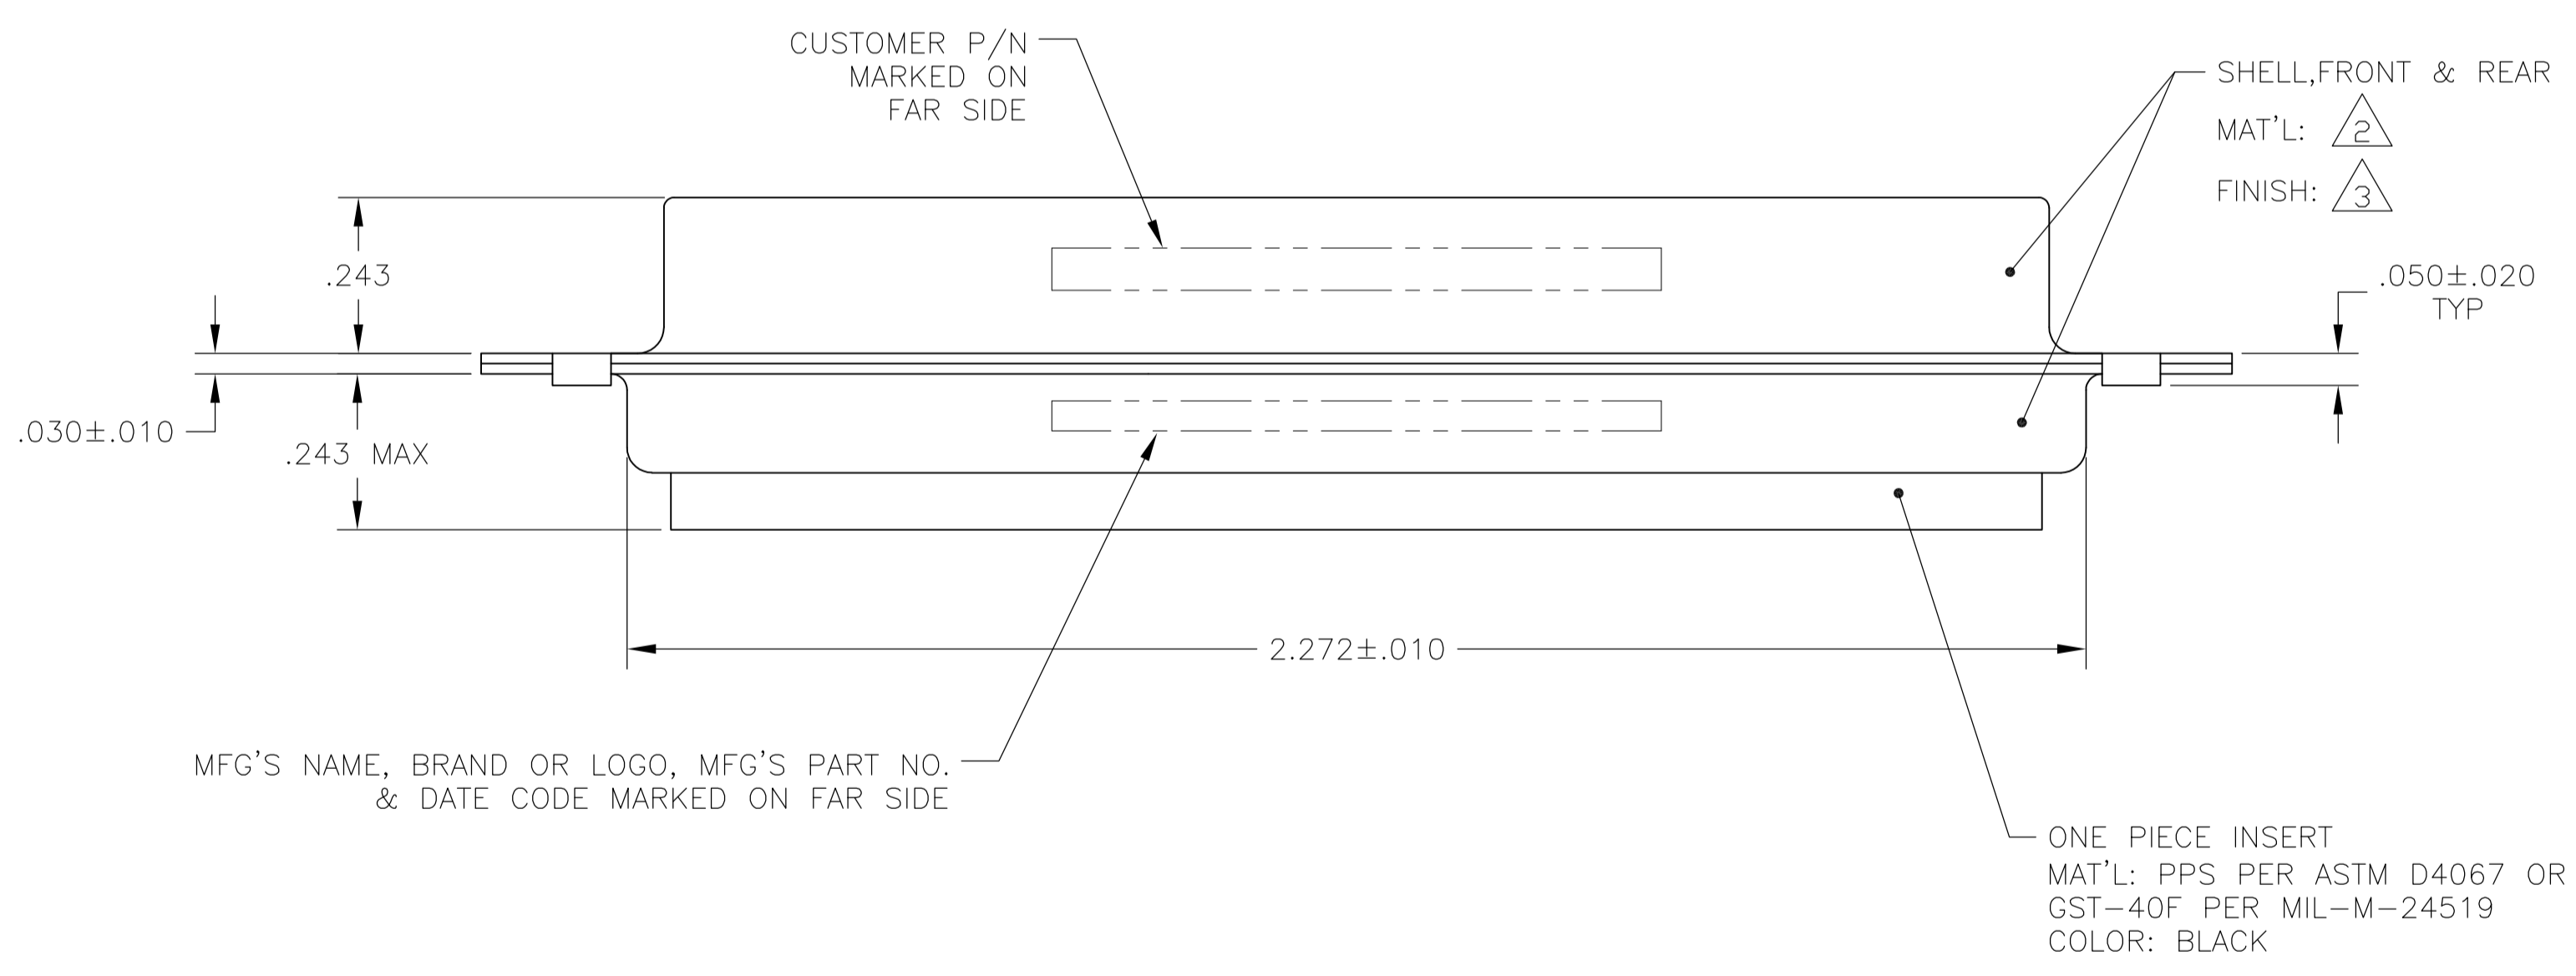 CUSTOMER P/N
MARKED ON
FAR SIDE
SHELL,FRONT & REAR
MAT'L: 2
FINISH: 3
.243
.050±.020
TYP
.030±.010
.243 MAX
2.272±.010
MFG'S NAME, BRAND OR LOGO, MFG'S PART NO.
& DATE CODE MARKED ON FAR SIDE
ONE PIECE INSERT
MAT'L: PPS PER ASTM D4067 OR
GST-40F PER MIL-M-24519
COLOR: BLACK